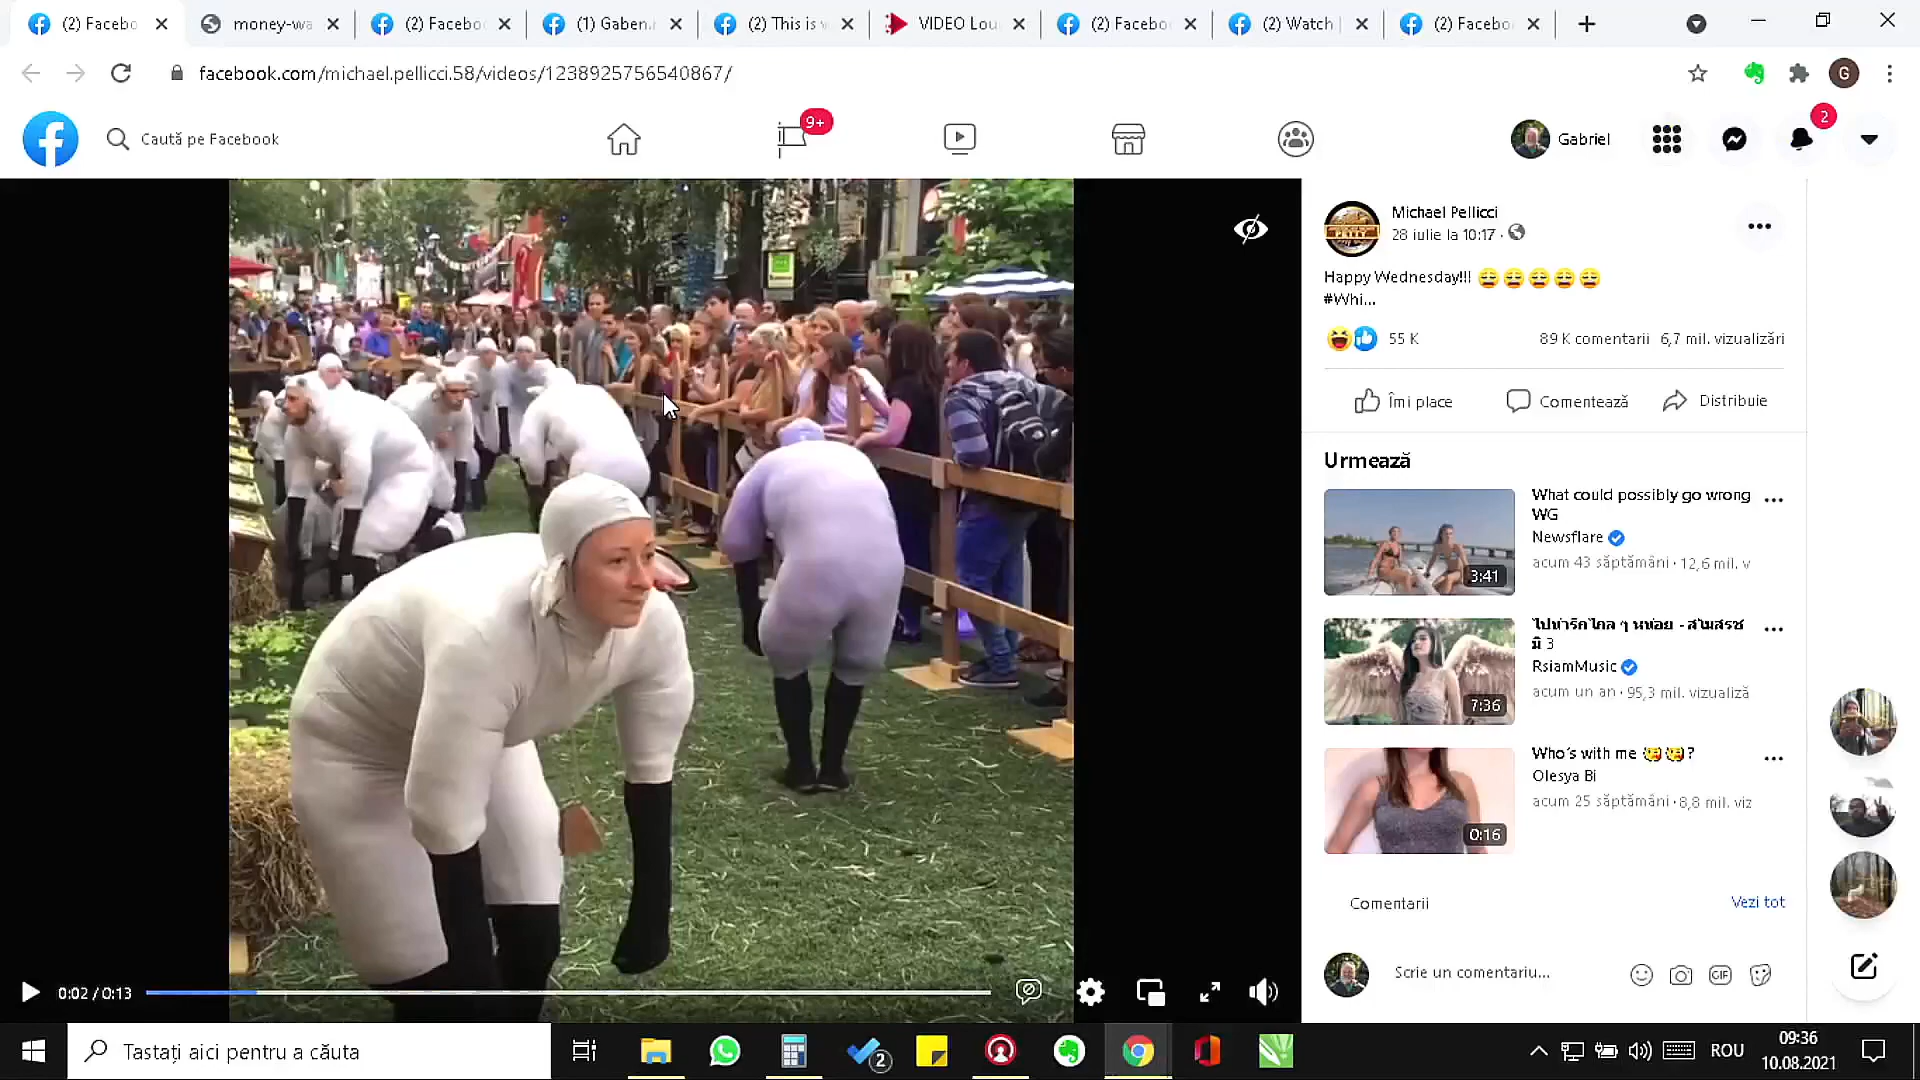 (2) Facebo
money-wa
(2) Facebo
(1) Gaben.r
(2) This is v
VIDEO Lou
(2) Facebo
(2) Watch |
(2) Facebo
facebook.com/michael.pellicci.58/videos/1238925756540867/
G
Caută pe Facebook
9+
Gabriel
2
Michael Pellicci
28 iulie la 10:17 ·
Happy Wednesday!!! 😩😩😩😩😩
#Whi...
55 K
89 K comentarii 6,7 mil. vizualizări
Îmi place
Comentează
Distribuie
Urmează
What could possibly go wrong
WG
Newsflare
acum 43 săptămâni · 12,6 mil. v
3:41
3
RsiamMusic
acum un an · 95,3 mil. vizualiză
7:36
Who's with me 🥰🥰?
Olesya Bi
acum 25 săptămâni · 8,8 mil. viz
0:16
Comentarii
Vezi tot
Scrie un comentariu...
GIF
0:02 / 0:13
Tastați aici pentru a căuta
2
ROU
09:36
10.08.2021